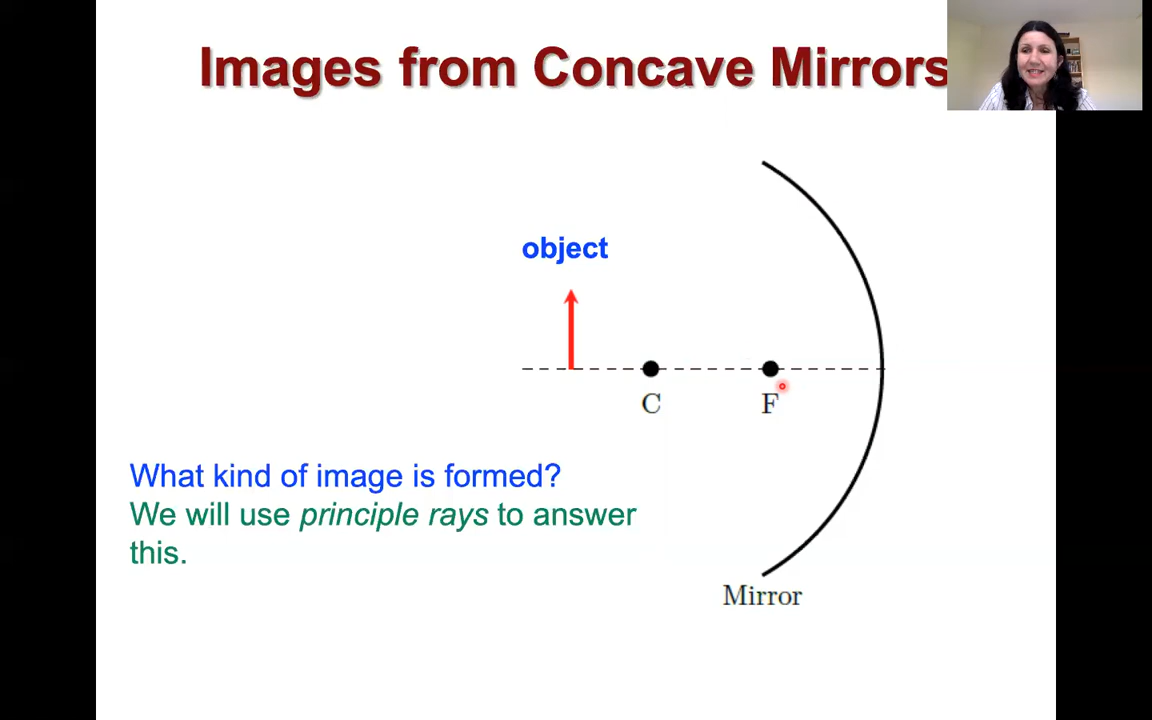 Images from Concave Mirrors
object
C
F
What kind of image is formed?
We will use principle rays to answer
this.
Mirror